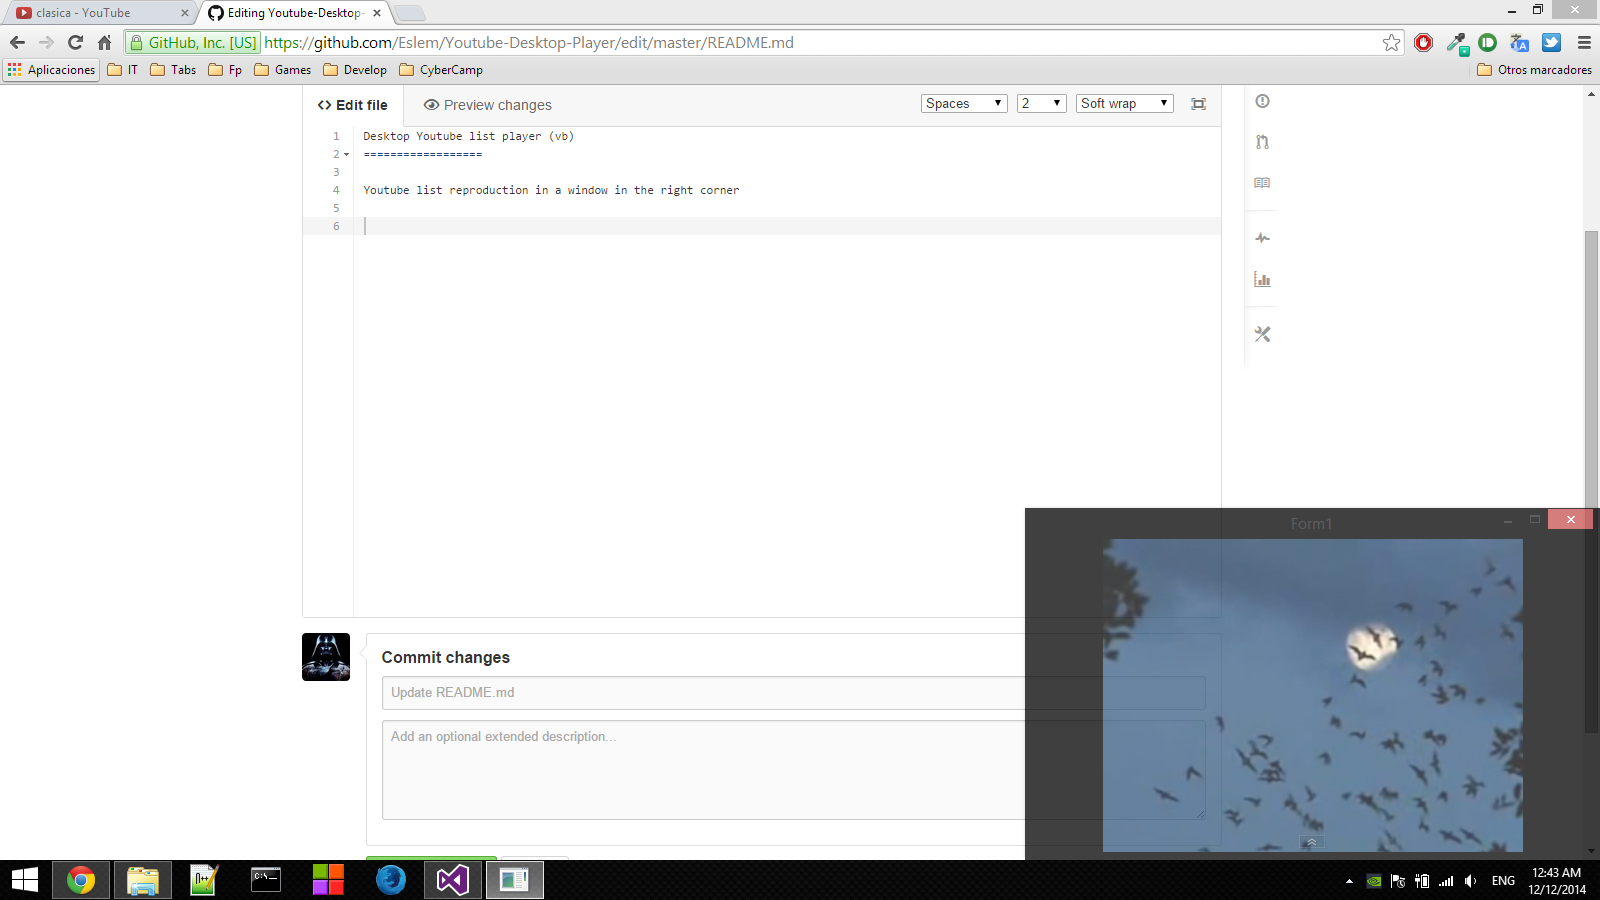 clasica - YouTube
Editing Youtube-Desktop-
GitHub, Inc. [US] https://github.com/Eslem/Youtube-Desktop-Player/edit/master/README.md
Aplicaciones IT Tabs Fp Games Develop CyberCamp Otros marcadores
<> Edit file Preview changes Spaces 2 Soft wrap
1 Desktop Youtube list player (vb)
2 ==================
3
4 Youtube list reproduction in a window in the right corner
5
6
Form1
Commit changes
Update README.md
Add an optional extended description...
ENG
12:43 AM
12/12/2014